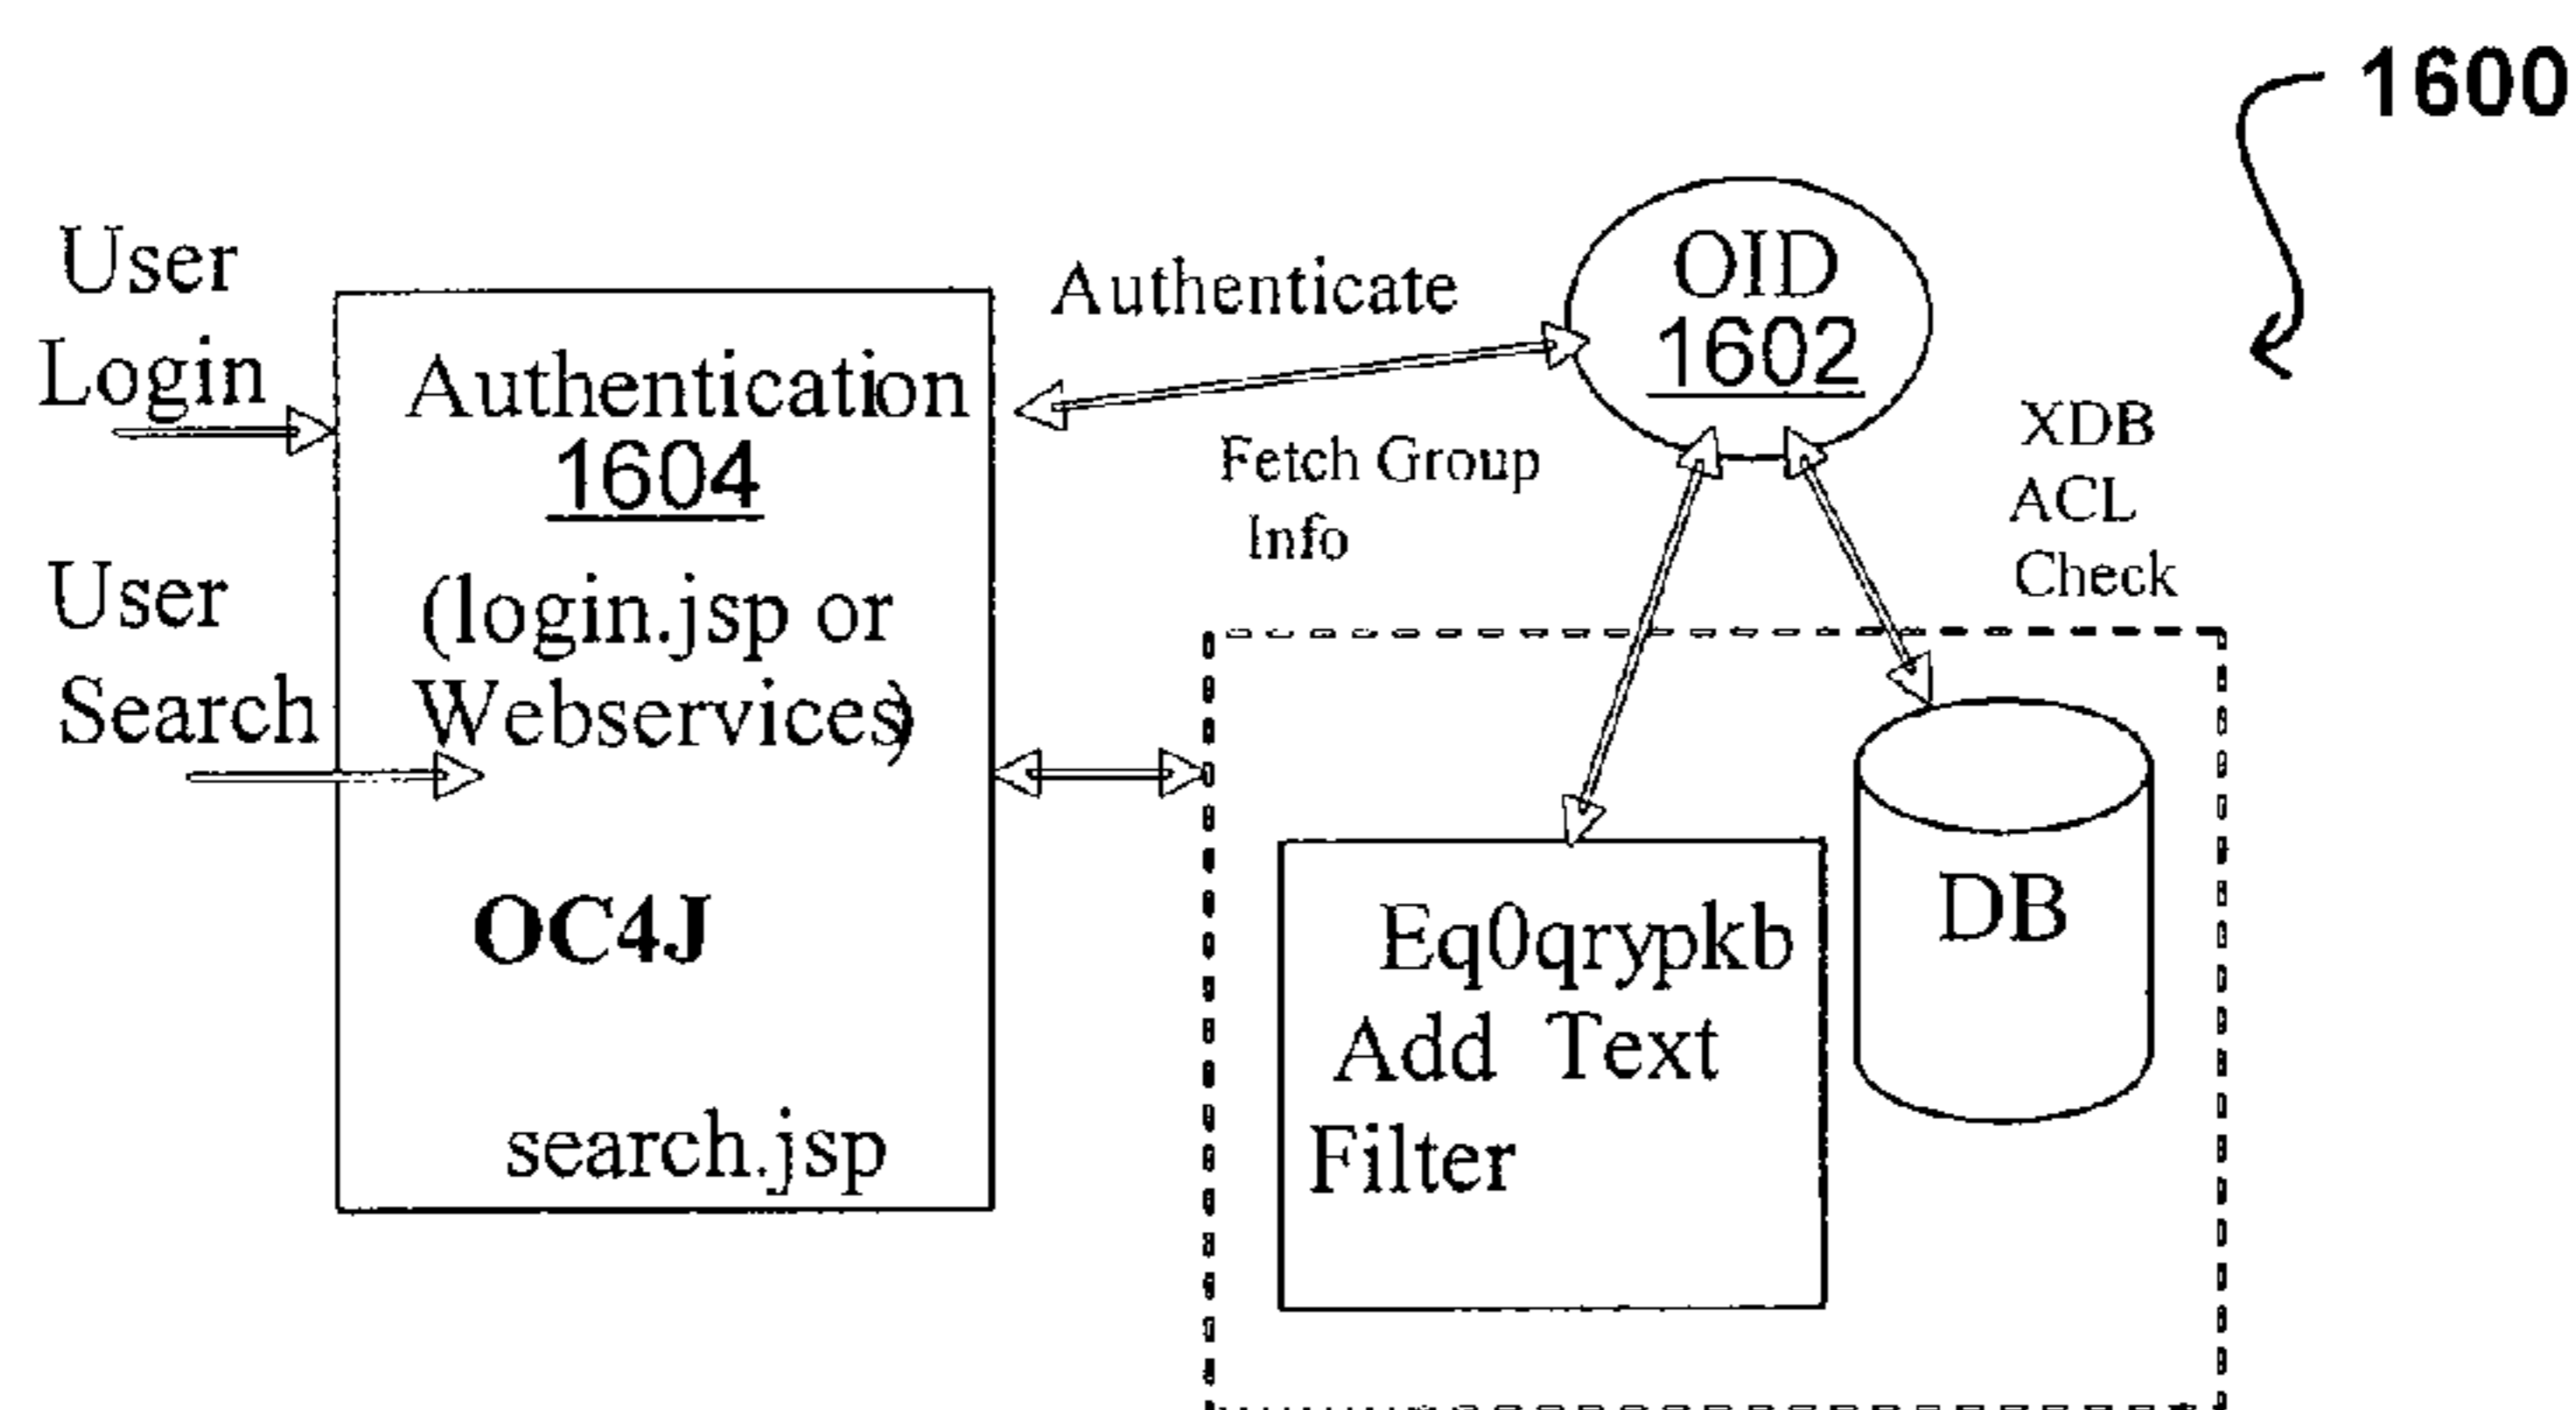 1600
User
Login
User
Search
Authentication
1604
(login.jsp or
Webservices)
OC4J
search.jsp
Authenticate
OID
1602
Fetch Group
Info
XDB
ACL
Check
Eq0qrypkb
Add Text
Filter
DB